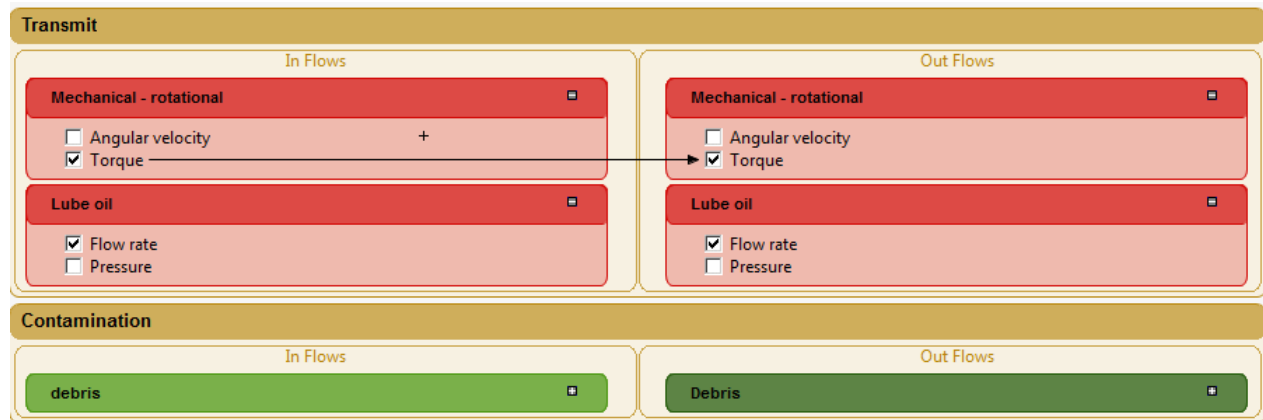 Transmit
In Flows
Out Flows
Mechanical - rotational
Mechanical - rotational
Angular velocity
Angular velocity
Torque
Torque
Lube oil
Lube oil
Flow rate
Flow rate
Pressure
Pressure
Contamination
In Flows
Out Flows
debris
Debris